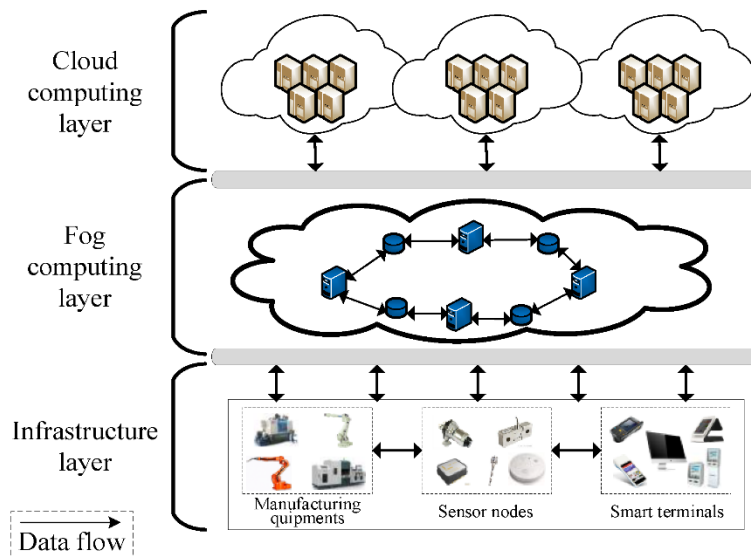 Cloud
computing
layer
Fog
computing
layer
Infrastructure
layer
Manufacturing
quipments
Sensor nodes
Smart terminals
Data flow